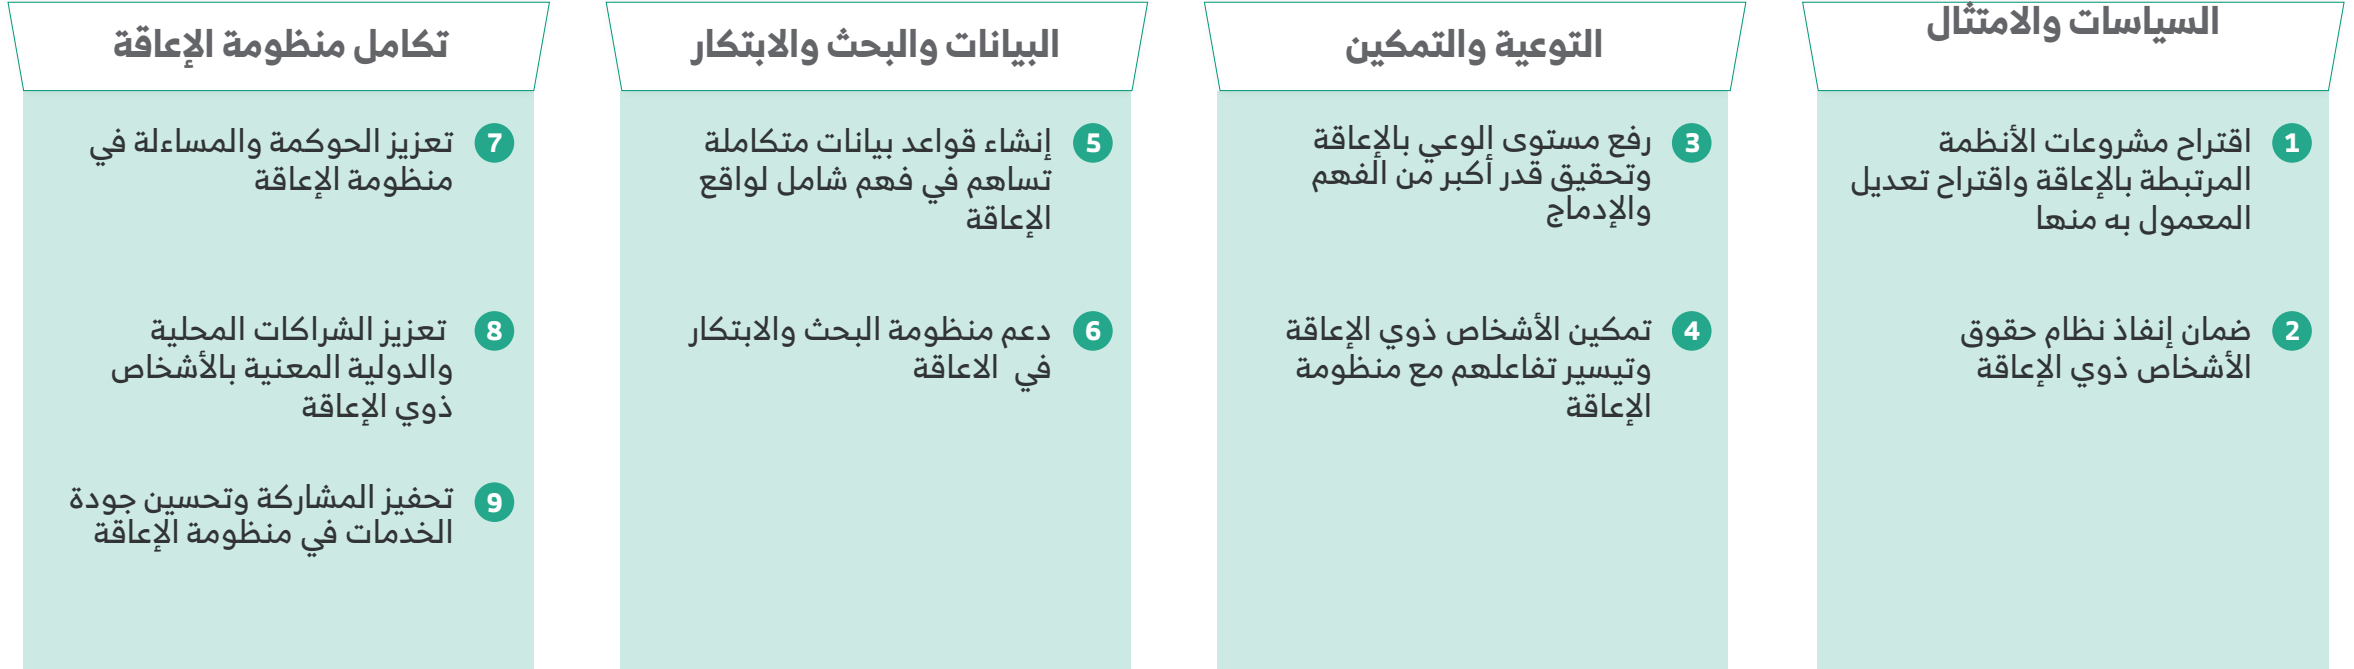 السياسات والامتثال
1 اقتراح مشروعات الأنظمة
المرتبطة بالإعاقة واقتراح تعديل
المعمول به منها
2 ضمان إنفاذ نظام حقوق
الأشخاص ذوي الإعاقة
التوعية والتمكين
3 رفع مستوى الوعي بالإعاقة
وتحقيق قدر أكبر من الفهم
والإدماج
4 تمكين الأشخاص ذوي الإعاقة
وتيسير تفاعلهم مع منظومة
الإعاقة
البيانات والبحث والابتكار
5 إنشاء قواعد بيانات متكاملة
تساهم في فهم شامل لواقع
الإعاقة
6 دعم منظومة البحث والابتكار
في الاعاقة
تكامل منظومة الإعاقة
7 تعزيز الحوكمة والمساءلة في
منظومة الإعاقة
8 تعزيز الشراكات المحلية
والدولية المعنية بالأشخاص
ذوي الإعاقة
9 تحفيز المشاركة وتحسين جودة
الخدمات في منظومة الإعاقة